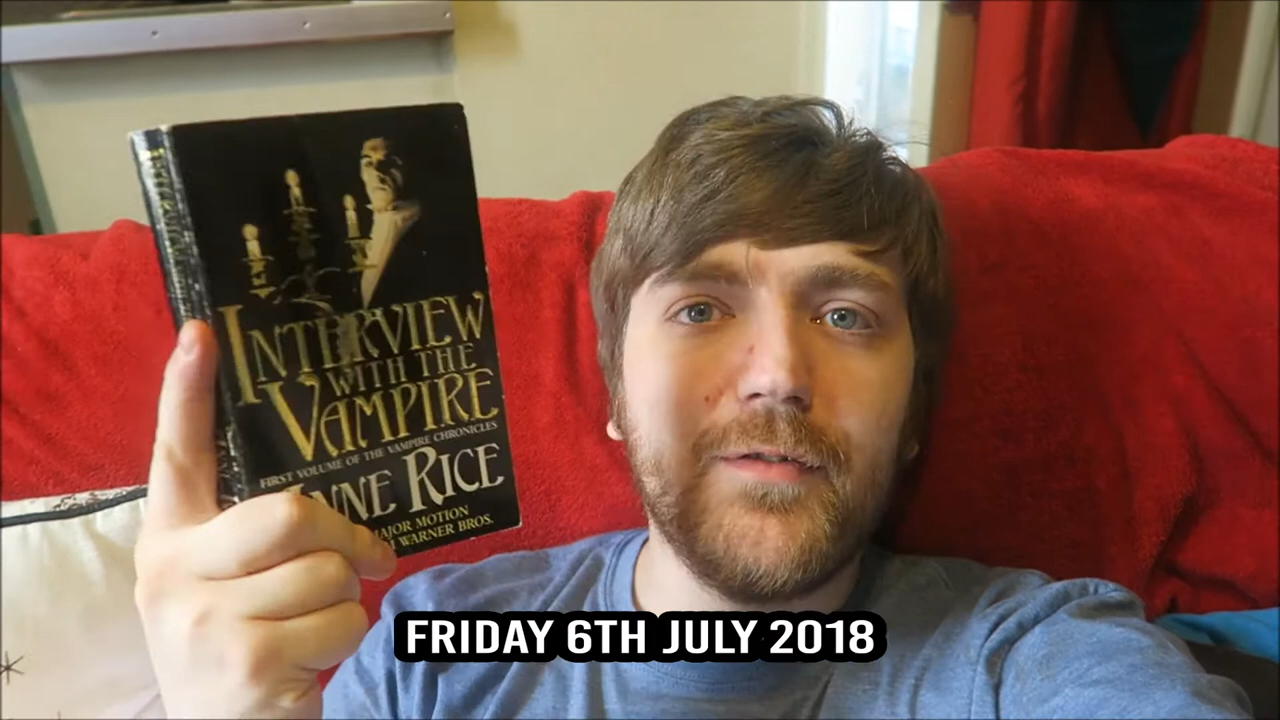 INTERVIEW
WITH THE
VAMPIRE
FIRST VOLUME OF THE VAMPIRE CHRONICLES
ANNE RICE
MAJOR MOTION
WARNER BROS.
FRIDAY 6TH JULY 2018